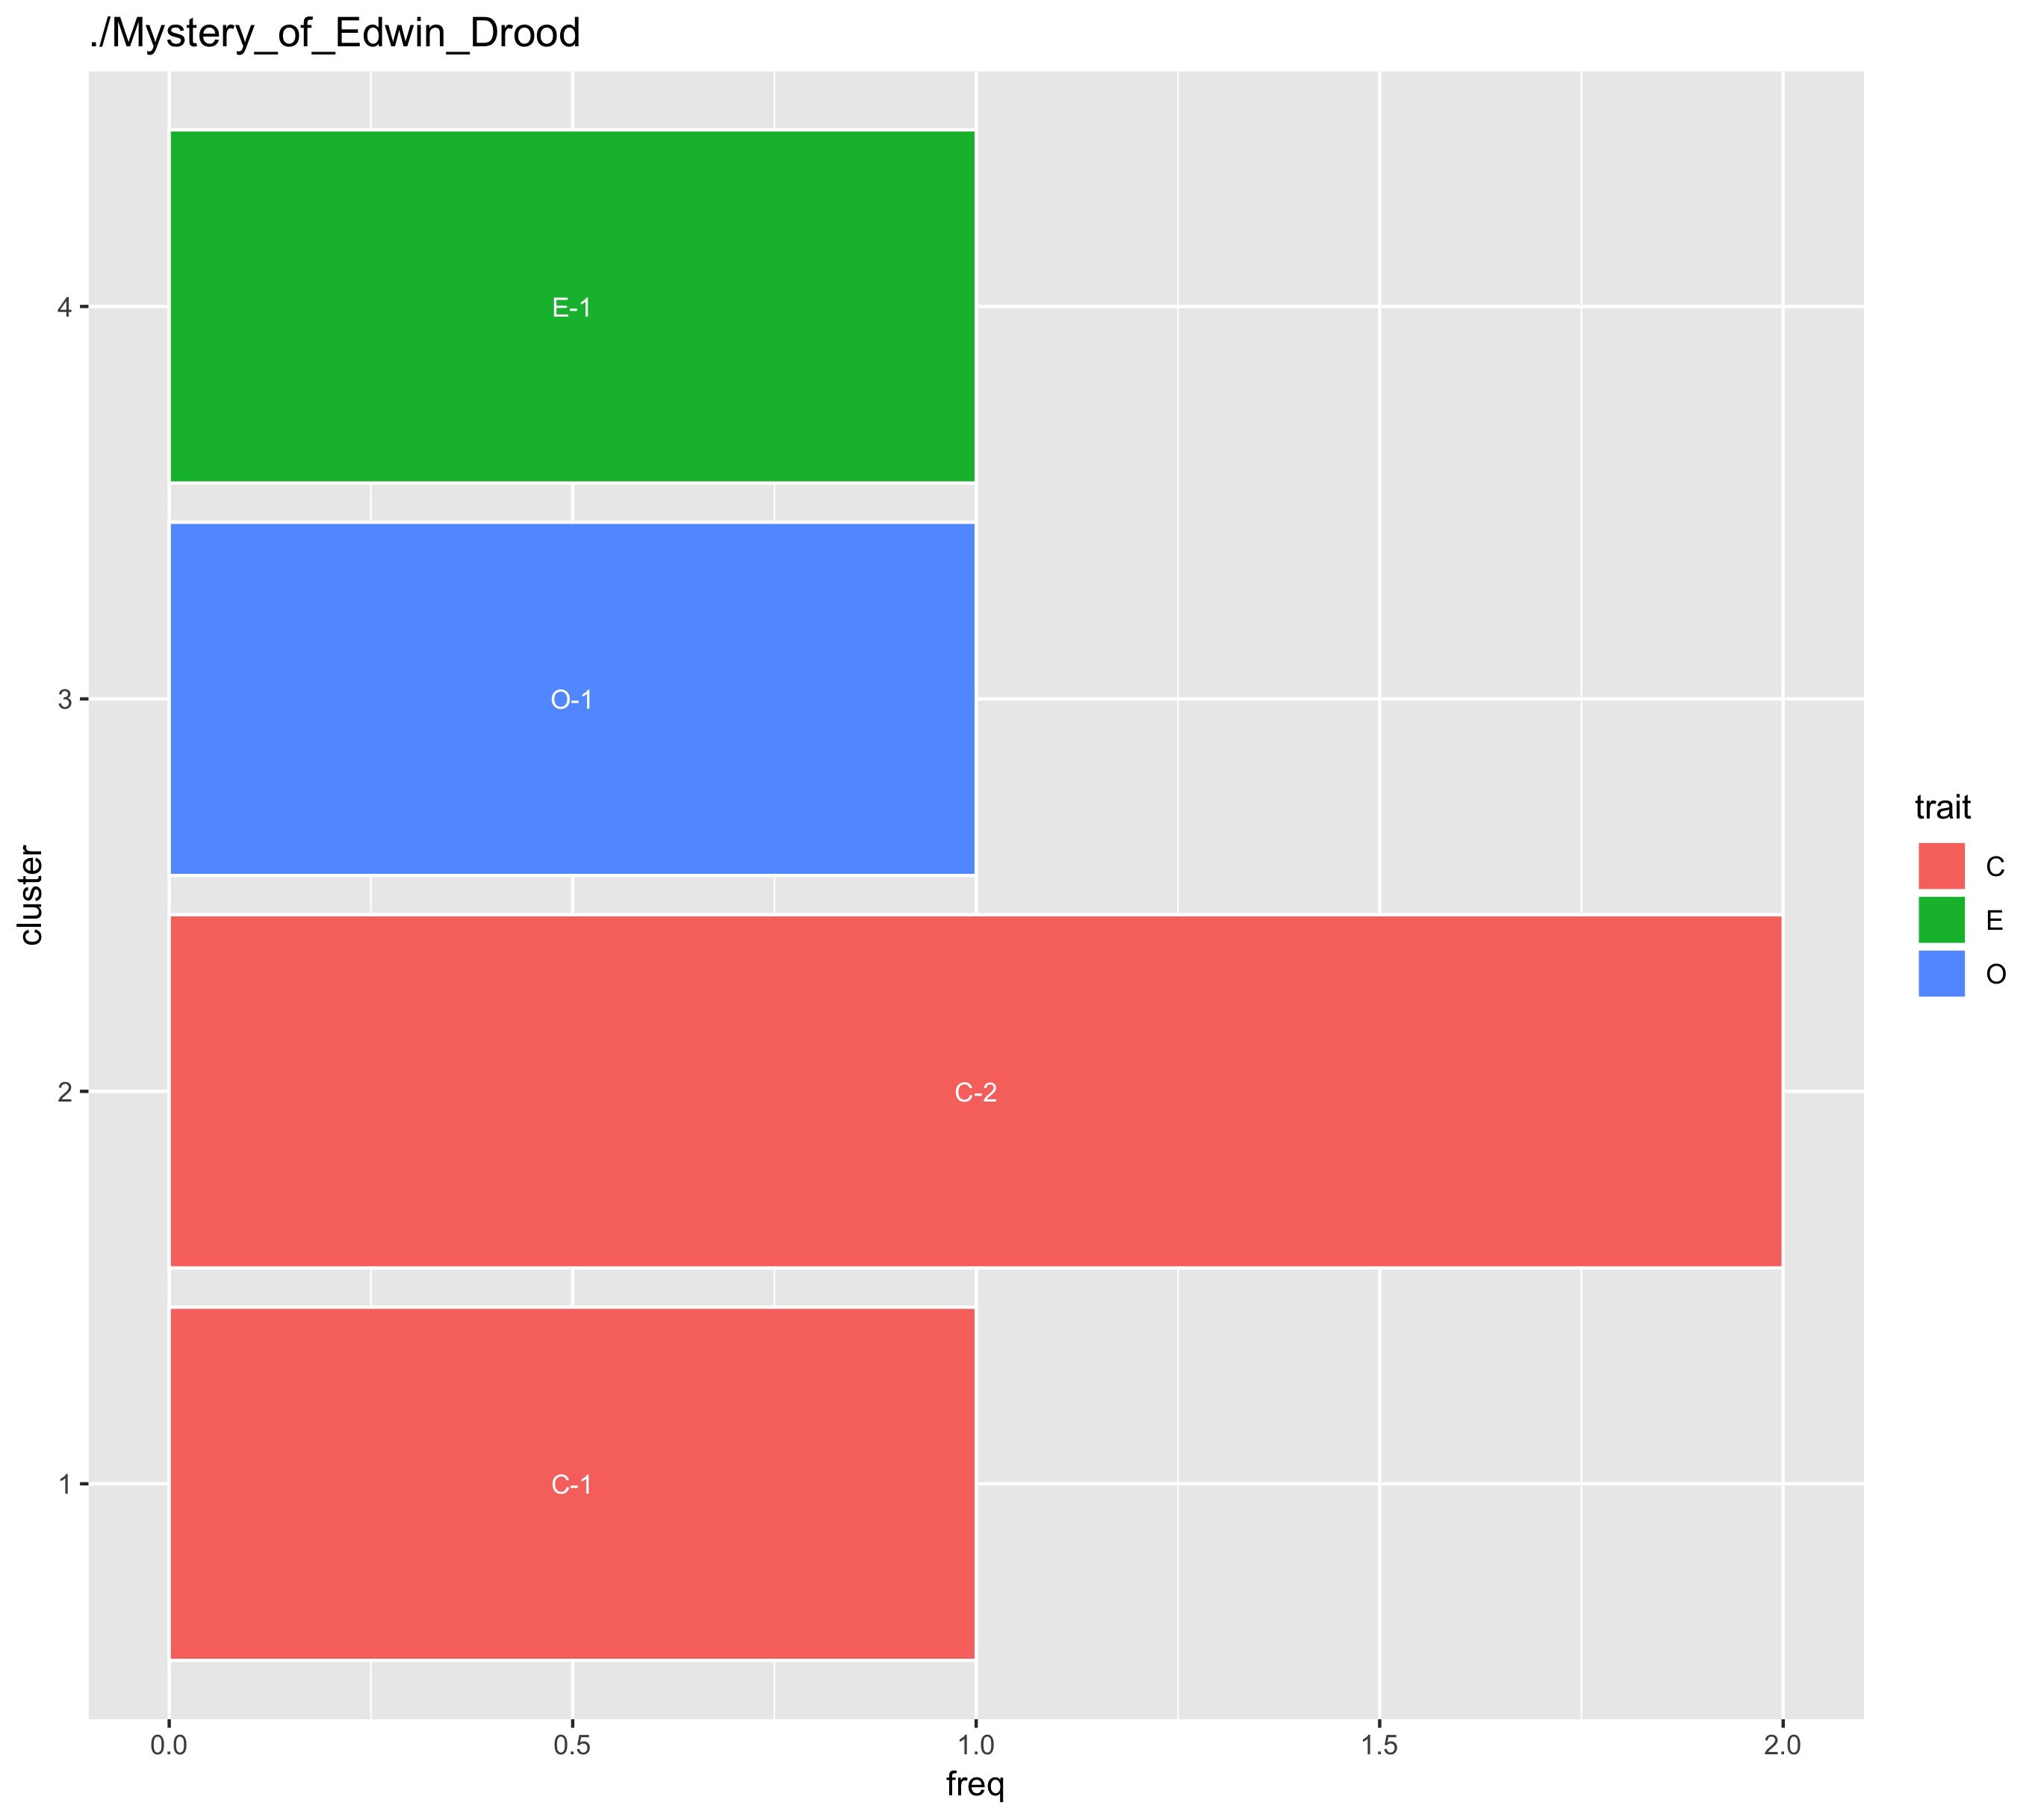 ./Mystery_of_Edwin_Drood
cluster
4
E-1
3
O-1
2
C-2
1
C-1
0.0 0.5 1.0 1.5 2.0
freq
trait
C
E
O